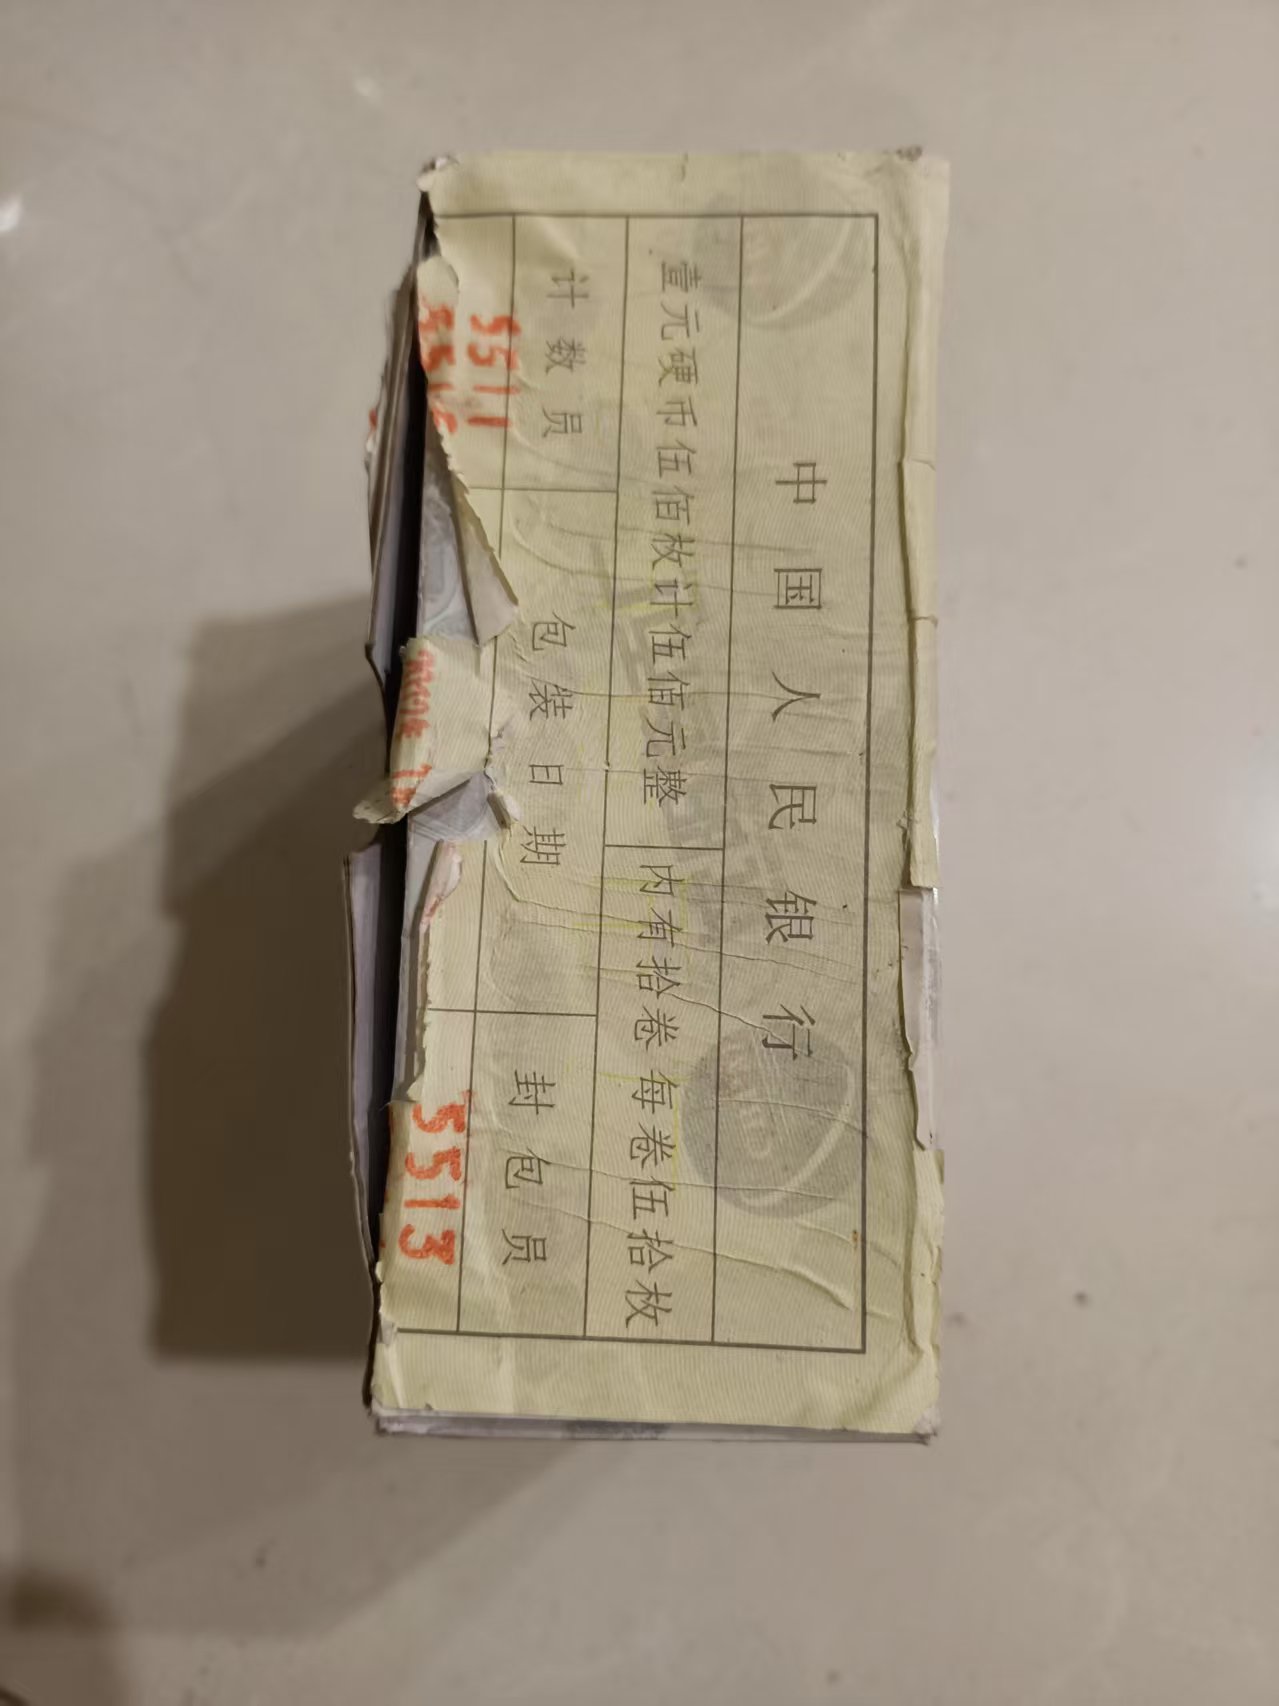 中国人民银行
壹元硬币伍佰枚计伍佰元整 内有拾卷 每卷伍拾枚
计数员 包装日期 封包员
5511 5513